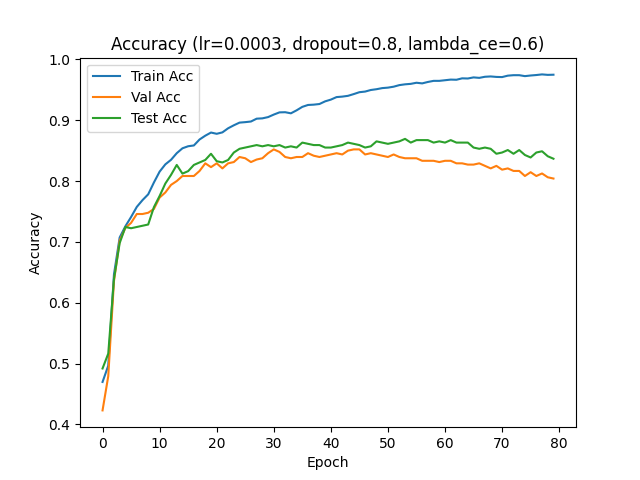 Accuracy (lr=0.0003, dropout=0.8, lambda_ce=0.6)
Train Acc
Val Acc
Test Acc
1.0
0.9
0.8
0.7
0.6
0.5
0.4
Accuracy
0 10 20 30 40 50 60 70 80
Epoch